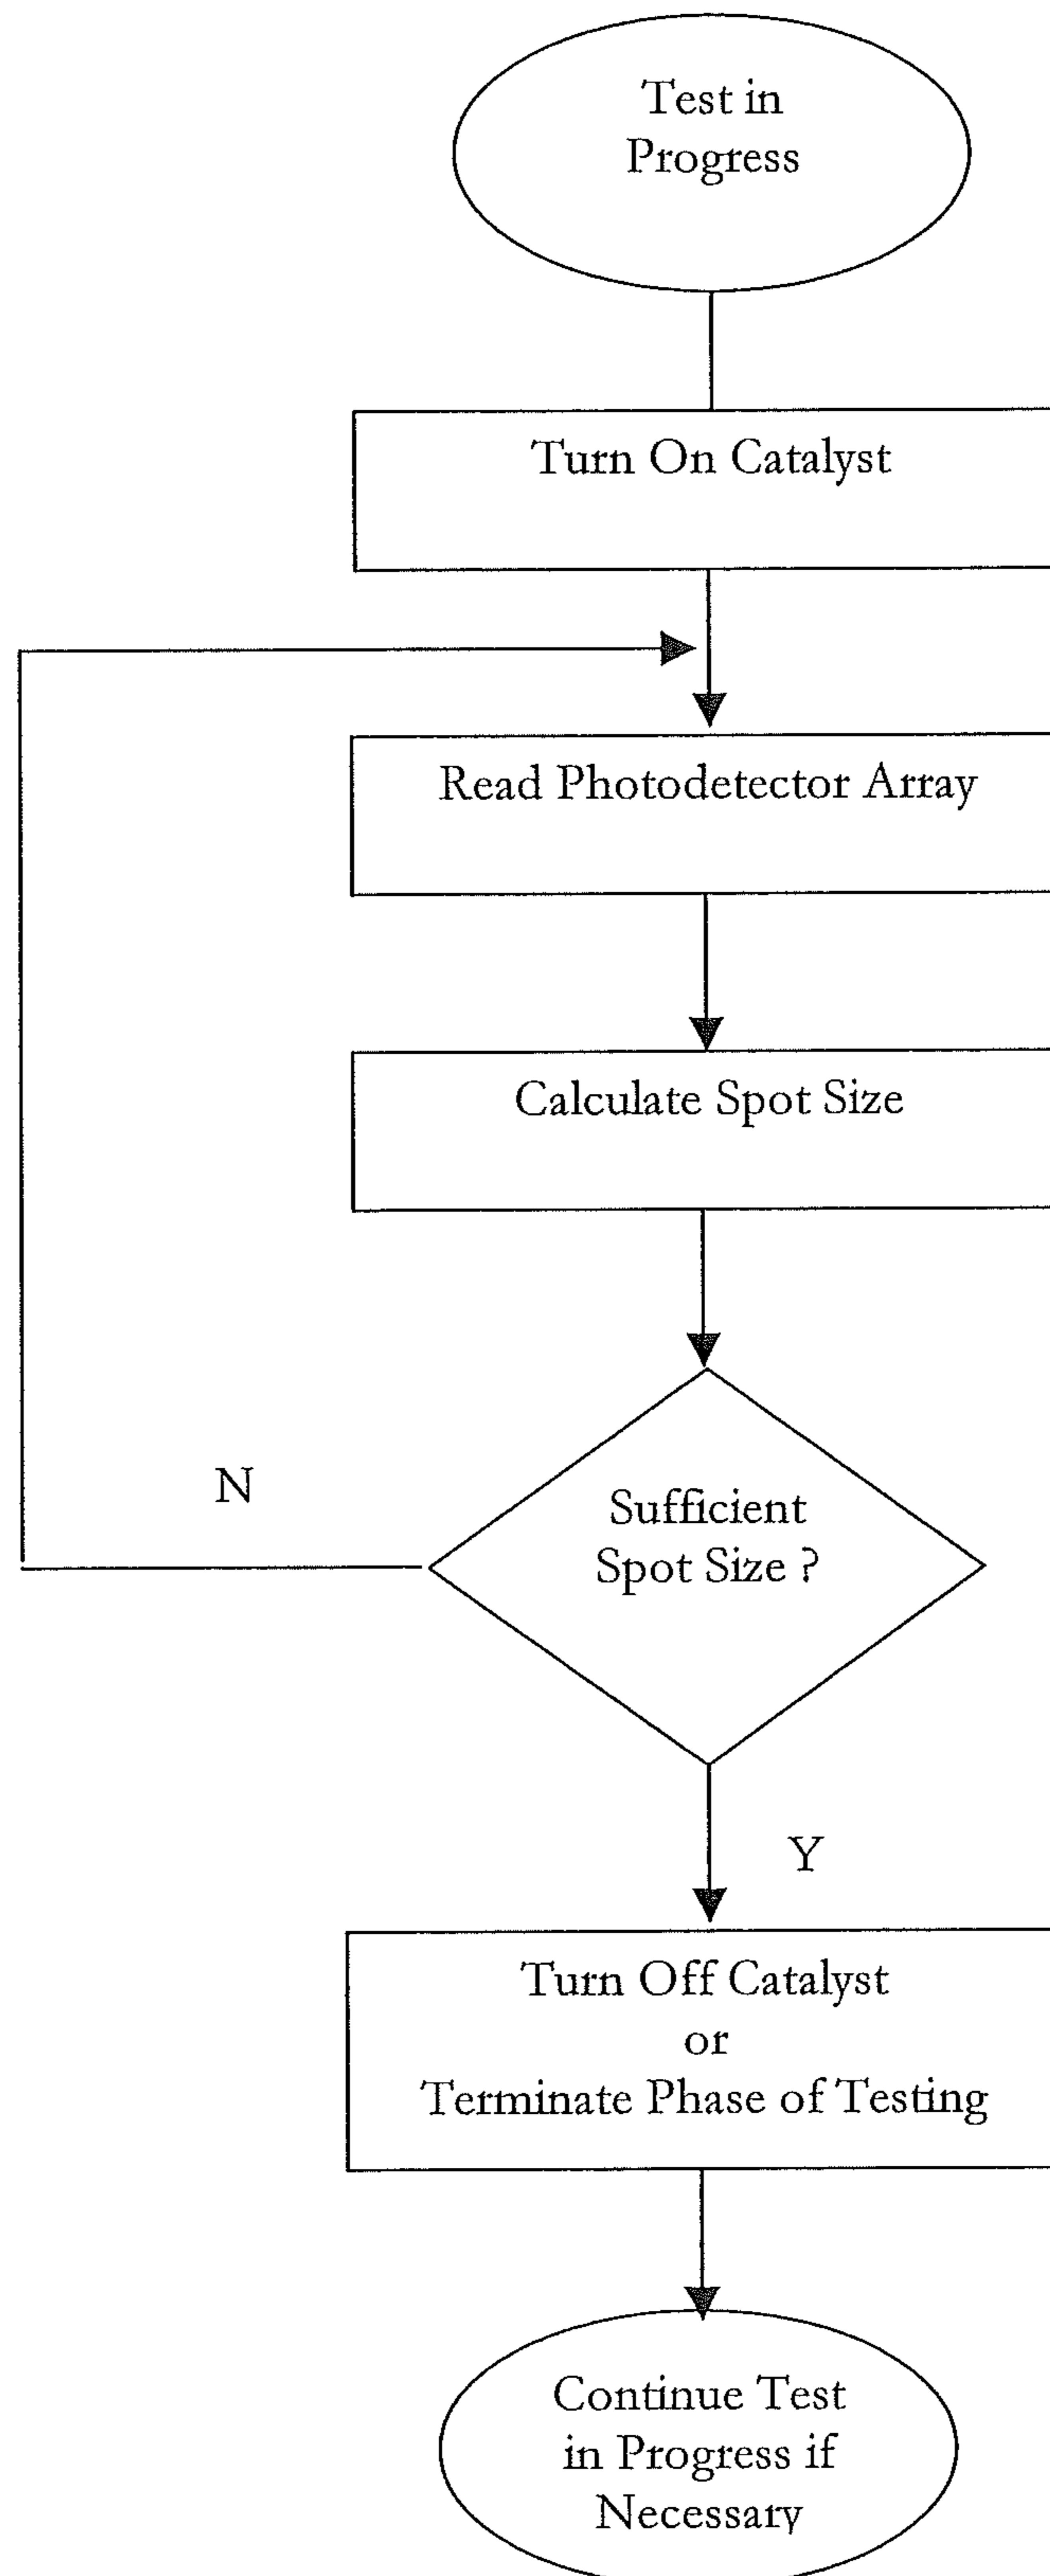 Test in
Progress
Turn On Catalyst
Read Photodetector Array
Calculate Spot Size
N
Sufficient
Spot Size ?
Y
Turn Off Catalyst
or
Terminate Phase of Testing
Continue Test
in Progress if
Necessary